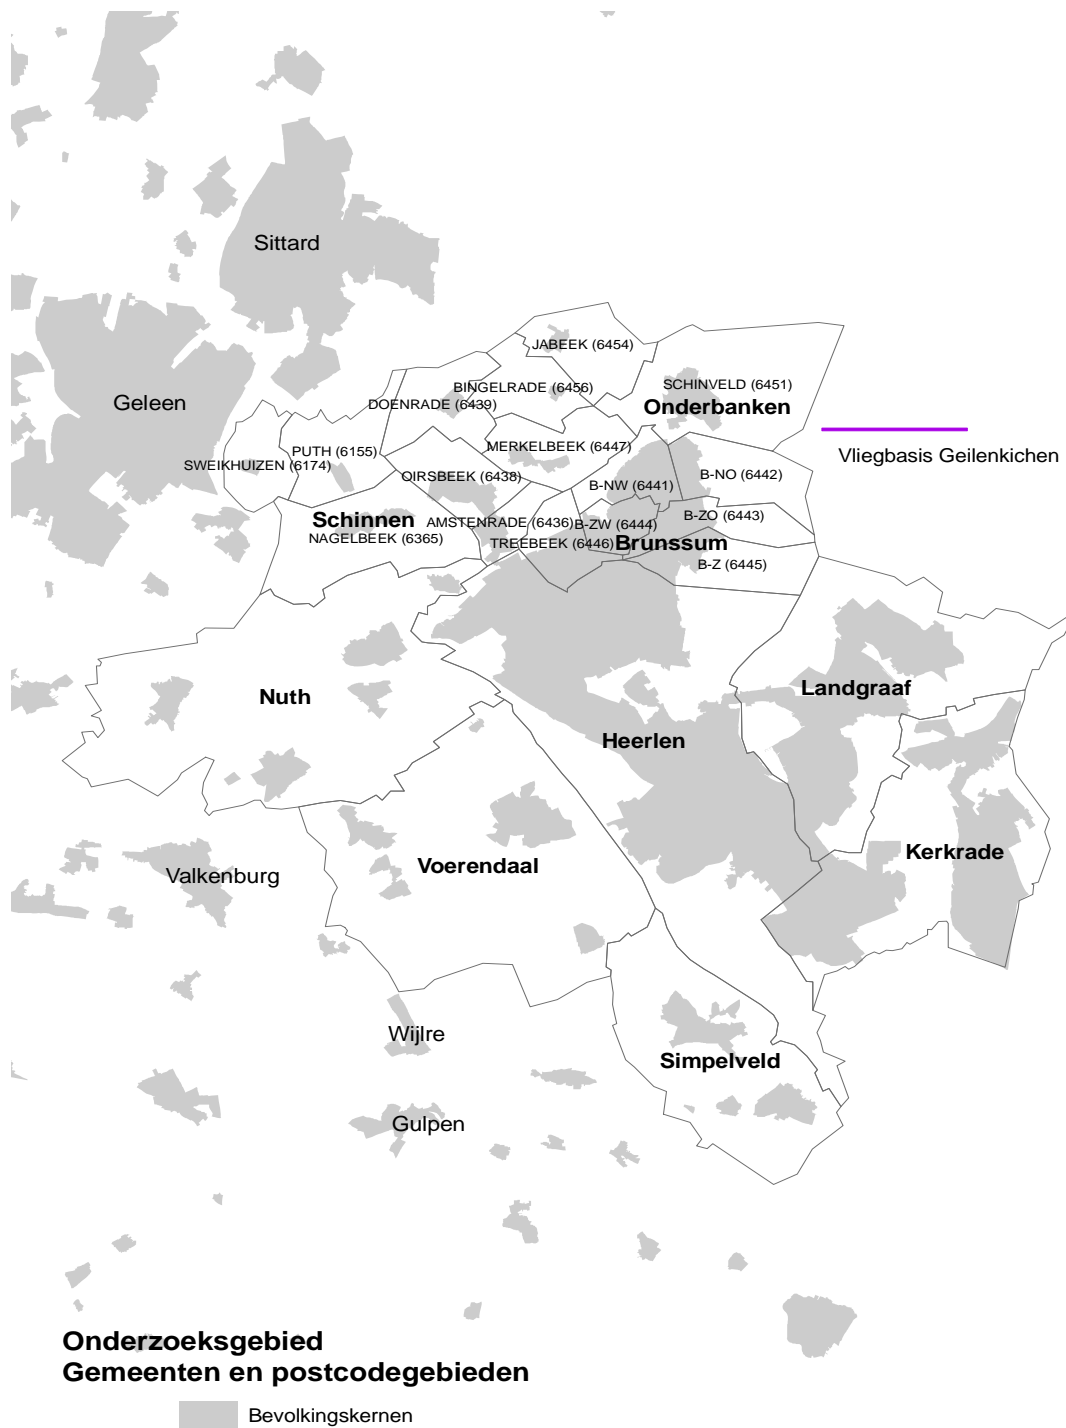 Sittard
JABEEK (6454)
BINGELRADE (6456)
SCHINVELD (6451)
Geleen
DOENRADE (6439)
Onderbanken
MERKELBEEK (6447)
PUTH (6155)
Vliegbasis Geilenkichen
SWEIKHUIZEN (6174)
OIRSBEEK (6438)
B-NO (6442)
B-NW (6441)
Schinnen
AMSTENRADE (6436)
B-ZW (6444)
B-ZO (6443)
NAGELBEEK (6365)
TREEBEEK (6446)
Brunssum
B-Z (6445)
Landgraaf
Nuth
Heerlen
Kerkrade
Voerendaal
Valkenburg
Wijlre
Simpelveld
Gulpen
Onderzoeksgebied
Gemeenten en postcodegebieden
Bevolkingskernen